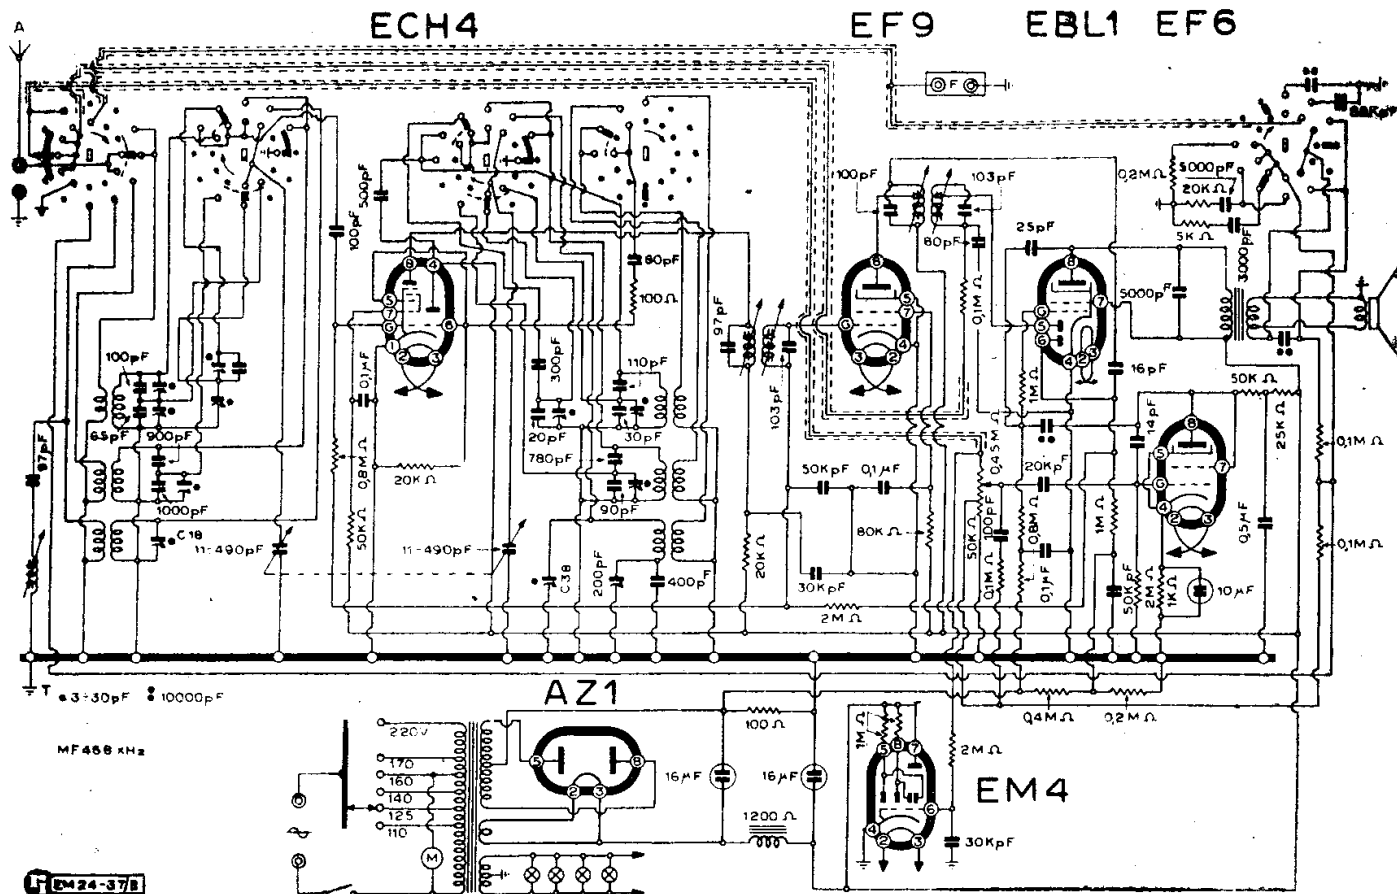 ECH4
EF9
EBL1
EF6
A
F
100pF
500pF
80pF
100Ω
97pF
103pF
100pF
103pF
80pF
0,1MΩ
25pF
5000pF
0,2MΩ
5000pF
20KΩ
5KΩ
3000pF
16pF
14pF
50KΩ
25KΩ
0,1MΩ
0,1MΩ
0,5µF
100pF
65pF
900pF
97pF
1000pF
C18
11-490pF
0,1µF
0,8MΩ
50KΩ
20KΩ
300pF
110pF
20pF
30pF
780pF
90pF
11-490pF
C38
200pF
400pF
20KΩ
50KpF
0,1µF
80KΩ
30KpF
2MΩ
1MΩ
0,45MΩ
20KpF
50KΩ
100pF
0,8MΩ
1MΩ
0,1MΩ
0,1µF
50KpF
2MΩ
1KΩ
10µF
T
3-30pF
10000pF
MF468 KHz
AZ1
220V
170
160
140
125
110
M
100Ω
16µF
16µF
1200Ω
0,4MΩ
0,2MΩ
1MΩ
2MΩ
EM4
30KpF
EM24-37/B